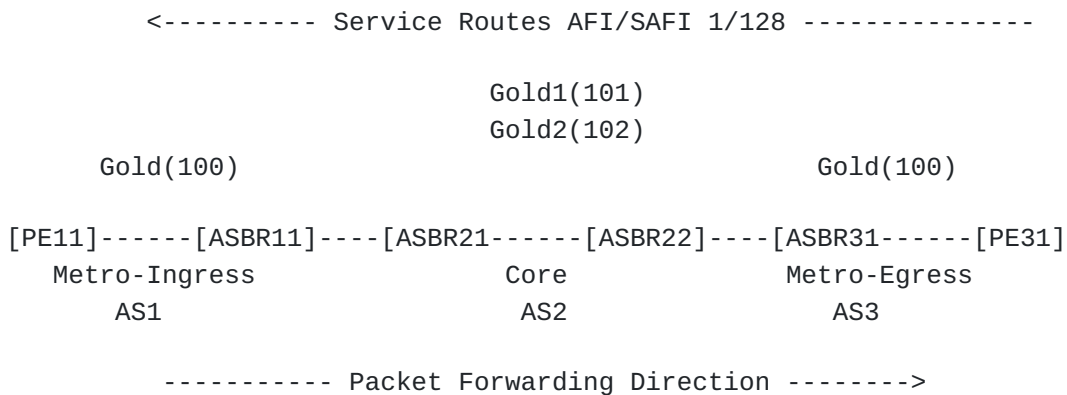 <---------- Service Routes AFI/SAFI 1/128 ---------------
Gold1(101)
Gold2(102)
Gold(100) Gold(100)
[PE11]------[ASBR11]----[ASBR21------[ASBR22]----[ASBR31------[PE31]
Metro-Ingress Core Metro-Egress
AS1 AS2 AS3
----------- Packet Forwarding Direction -------->